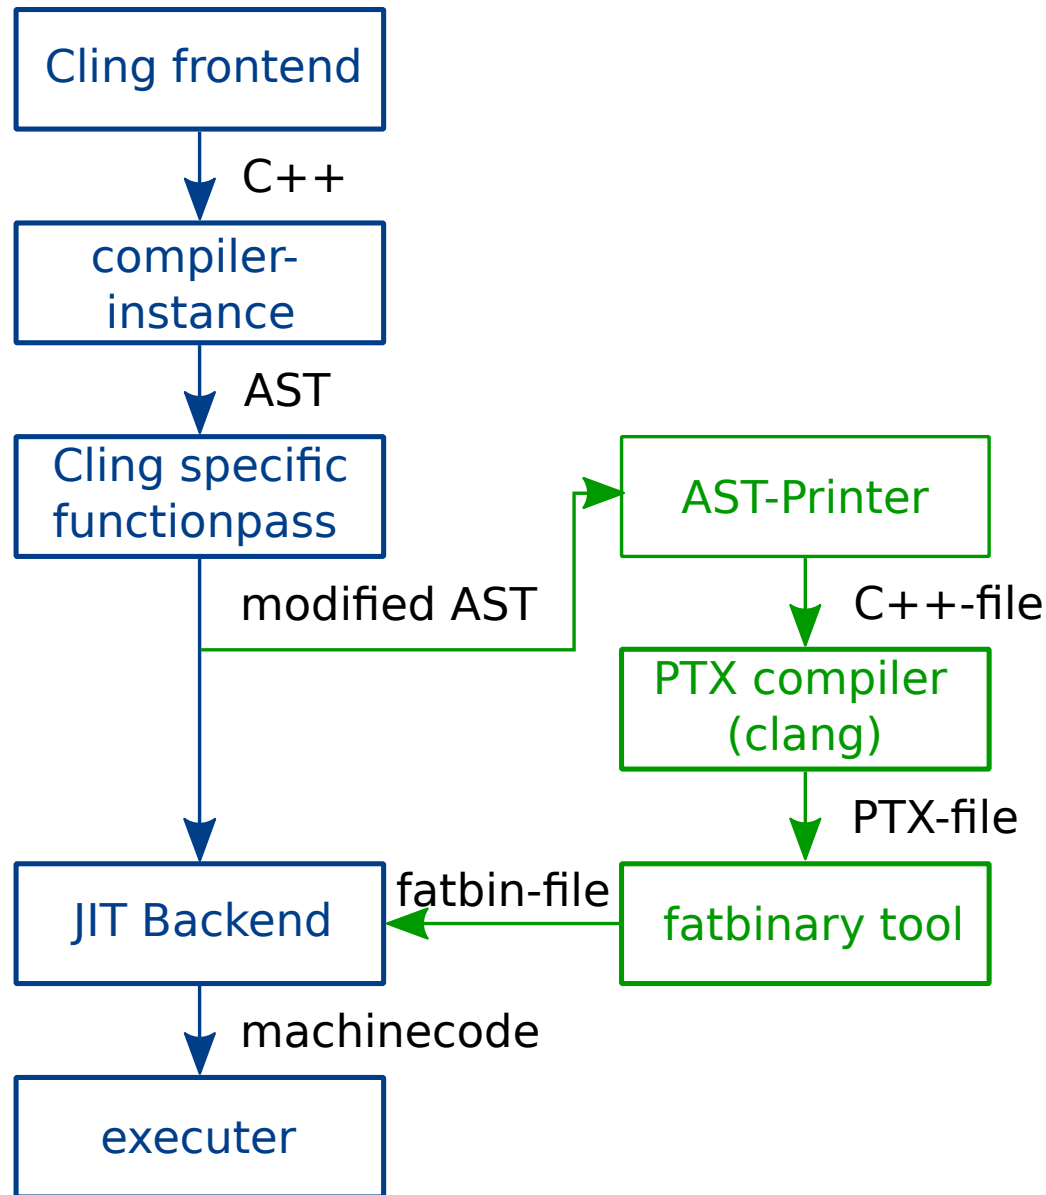 Cling frontend
C++
compiler-
instance
AST
Cling specific
functionpass
AST-Printer
modified AST
C++-file
PTX compiler
(clang)
PTX-file
fatbin-file
JIT Backend
fatbinary tool
machinecode
executer